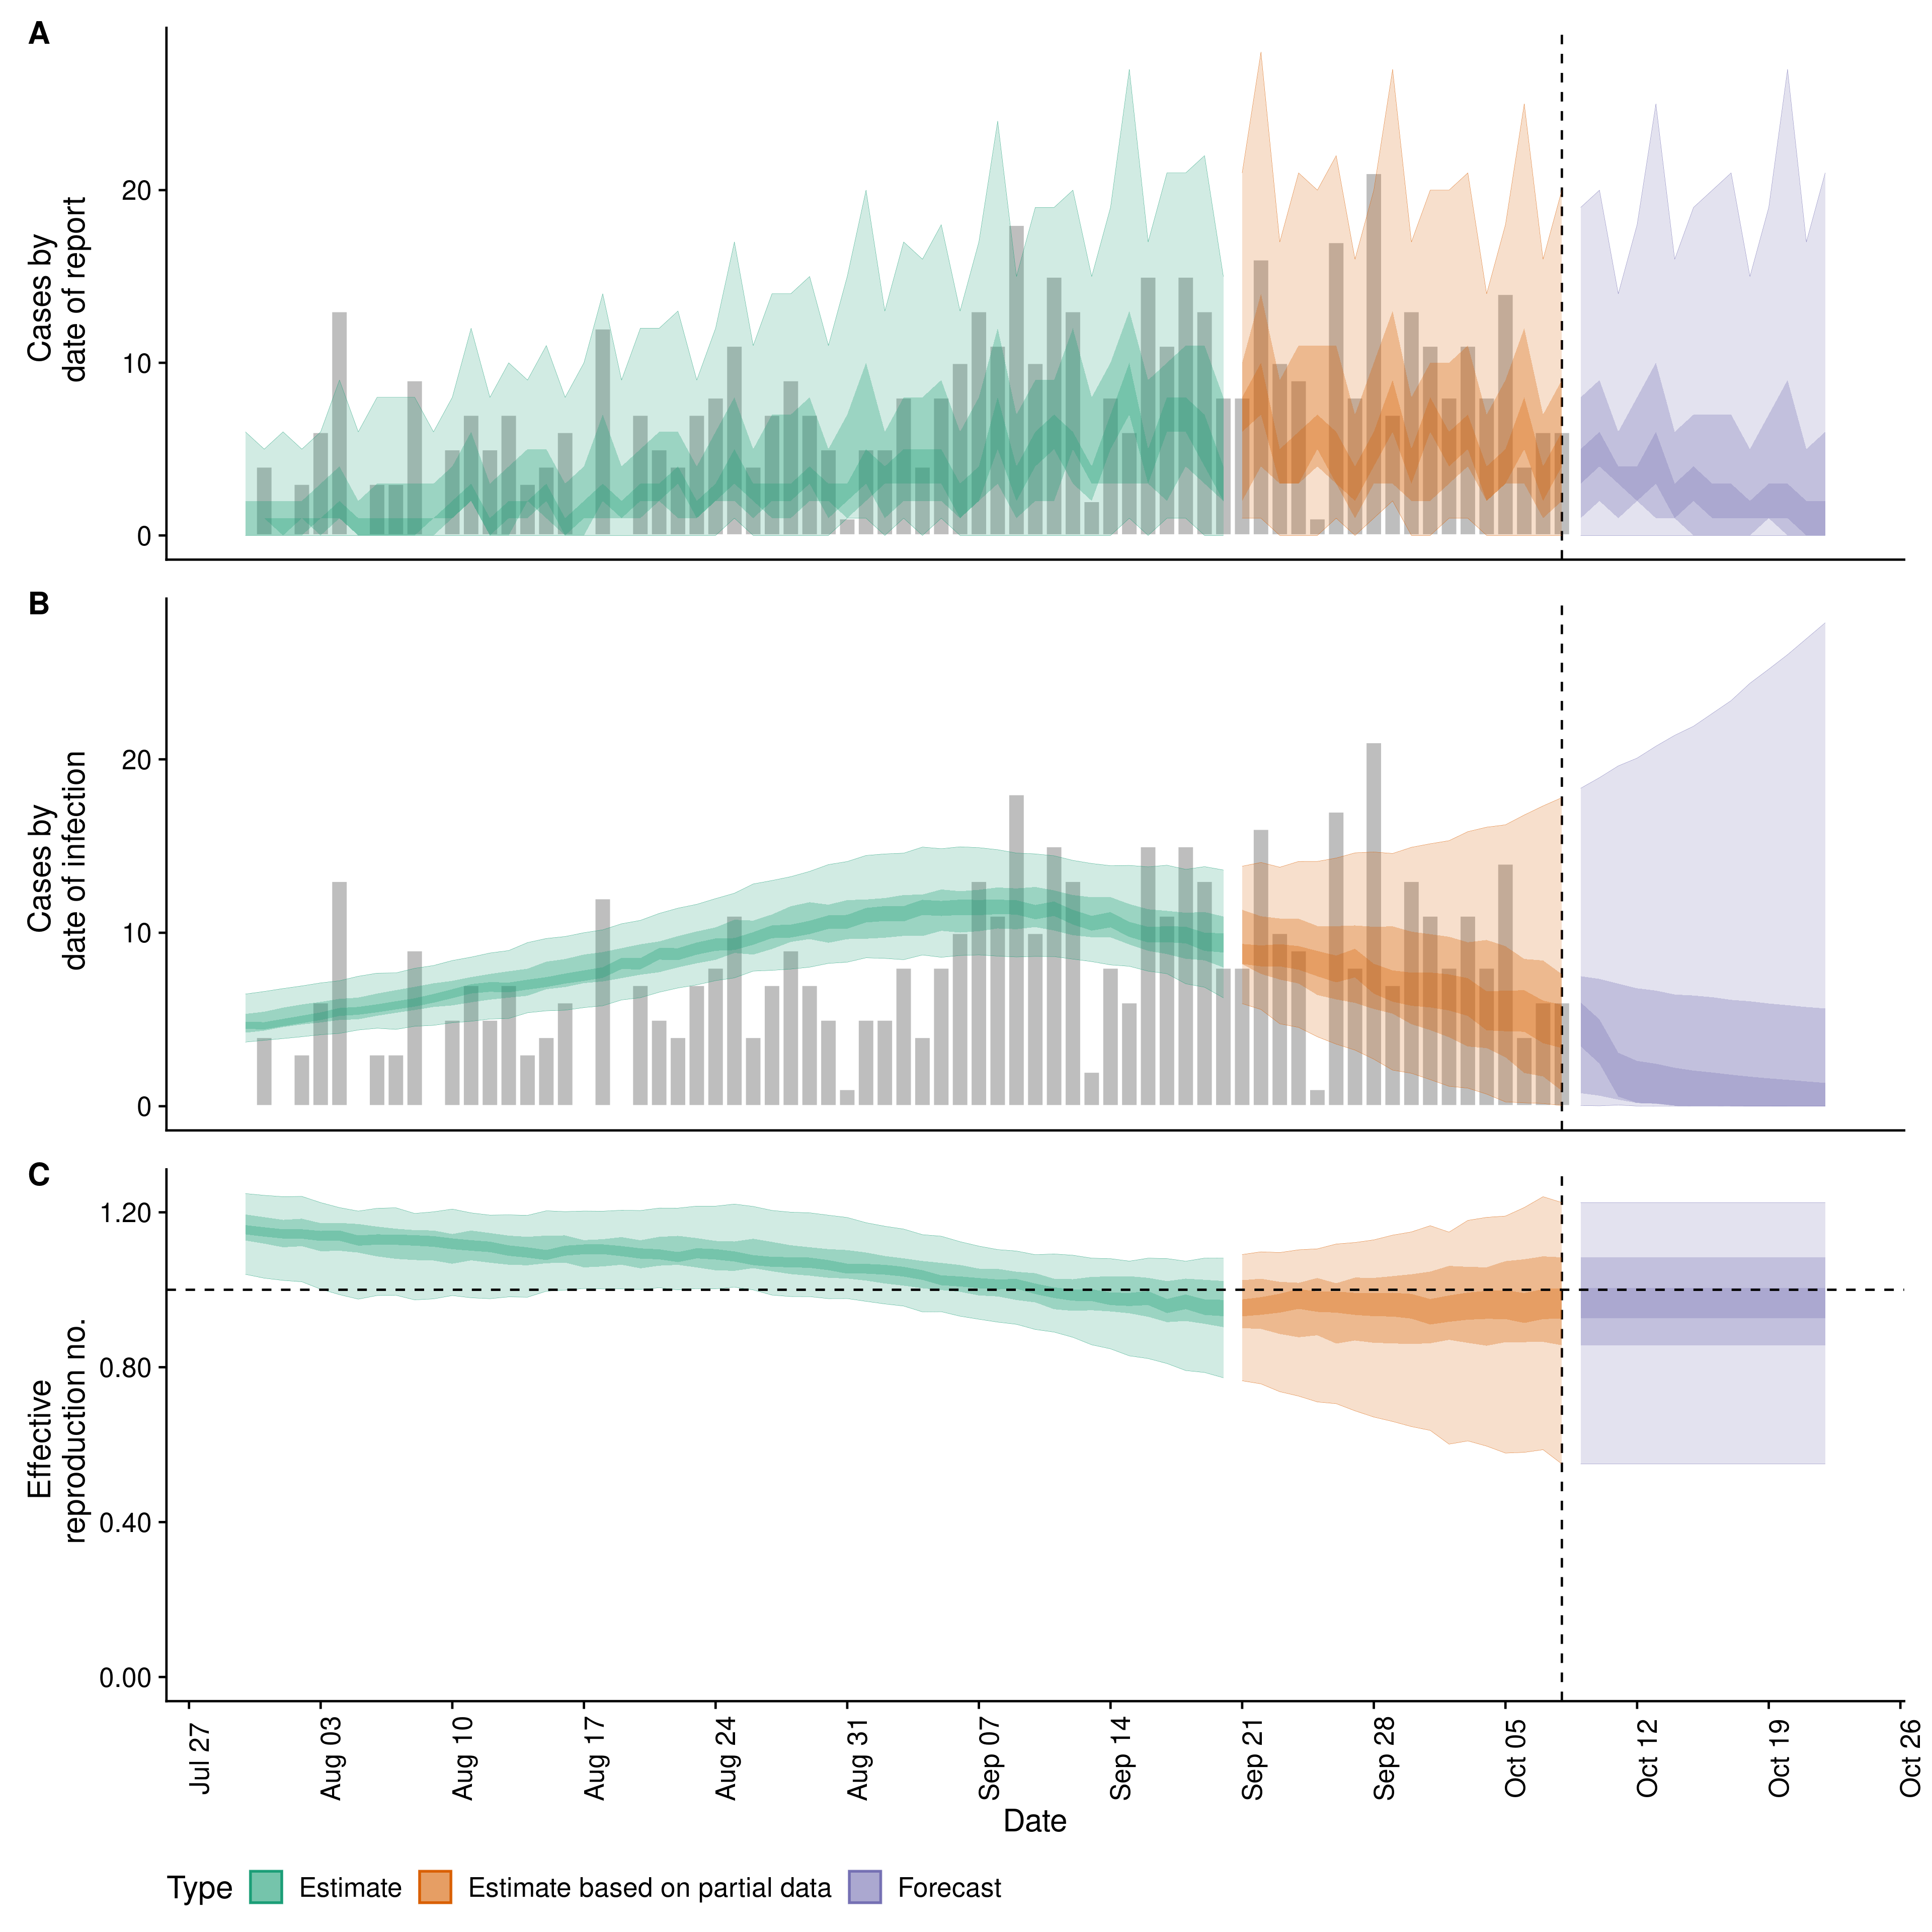 A
Cases by
date of report
20
10
0
B
Cases by
date of infection
20
10
0
C
Effective
reproduction no.
1.20
0.80
0.40
0.00
Jul 27
Aug 03
Aug 10
Aug 17
Aug 24
Aug 31
Sep 07
Sep 14
Sep 21
Sep 28
Oct 05
Oct 12
Oct 19
Oct 26
Date
Type Estimate Estimate based on partial data Forecast